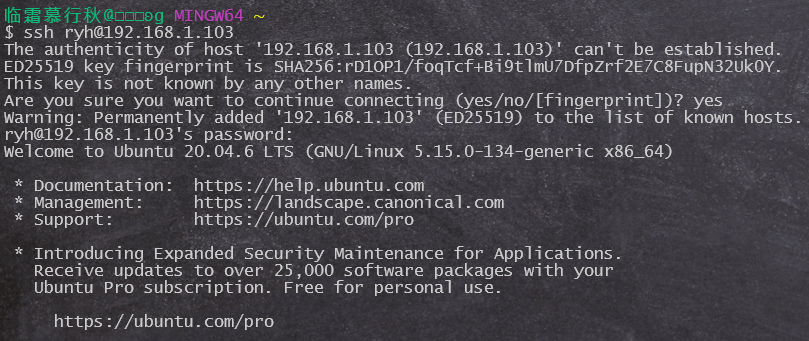 临霜慕行秋@□□□og MINGW64 ~
$ ssh ryh@192.168.1.103
The authenticity of host '192.168.1.103 (192.168.1.103)' can't be established.
ED25519 key fingerprint is SHA256:rD1OP1/foqTcf+Bi9tlmU7DfpZrf2E7C8FupN32Uk0Y.
This key is not known by any other names.
Are you sure you want to continue connecting (yes/no/[fingerprint])? yes
Warning: Permanently added '192.168.1.103' (ED25519) to the list of known hosts.
ryh@192.168.1.103's password:
Welcome to Ubuntu 20.04.6 LTS (GNU/Linux 5.15.0-134-generic x86_64)
* Documentation:  https://help.ubuntu.com
* Management:     https://landscape.canonical.com
* Support:        https://ubuntu.com/pro
* Introducing Expanded Security Maintenance for Applications.
Receive updates to over 25,000 software packages with your
Ubuntu Pro subscription. Free for personal use.
https://ubuntu.com/pro